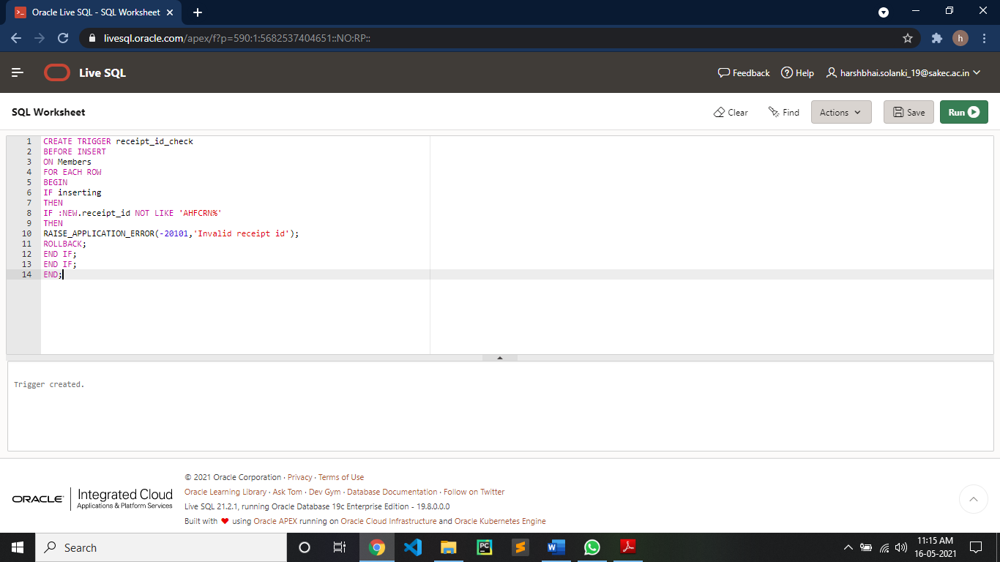 Oracle Live SQL - SQL Worksheet
livesql.oracle.com/apex/f?p=590:1:5682537404651::NO:RP::
h
Live SQL
Feedback
Help
harshbhai.solanki_19@sakec.ac.in
SQL Worksheet
Clear
Find
Actions
Save
Run
1 CREATE TRIGGER receipt_id_check
2 BEFORE INSERT
3 ON Members
4 FOR EACH ROW
5 BEGIN
6 IF inserting
7 THEN
8 IF :NEW.receipt_id NOT LIKE 'AHFCRN%'
9 THEN
10 RAISE_APPLICATION_ERROR(-20101,'Invalid receipt id');
11 ROLLBACK;
12 END IF;
13 END IF;
14 END;
Trigger created.
ORACLE
Integrated Cloud
Applications & Platform Services
© 2021 Oracle Corporation · Privacy · Terms of Use
Oracle Learning Library · Ask Tom · Dev Gym · Database Documentation · Follow on Twitter
Live SQL 21.2.1, running Oracle Database 19c Enterprise Edition - 19.8.0.0.0
Built with ❤ using Oracle APEX running on Oracle Cloud Infrastructure and Oracle Kubernetes Engine
Search
PC
W
11:15 AM
16-05-2021